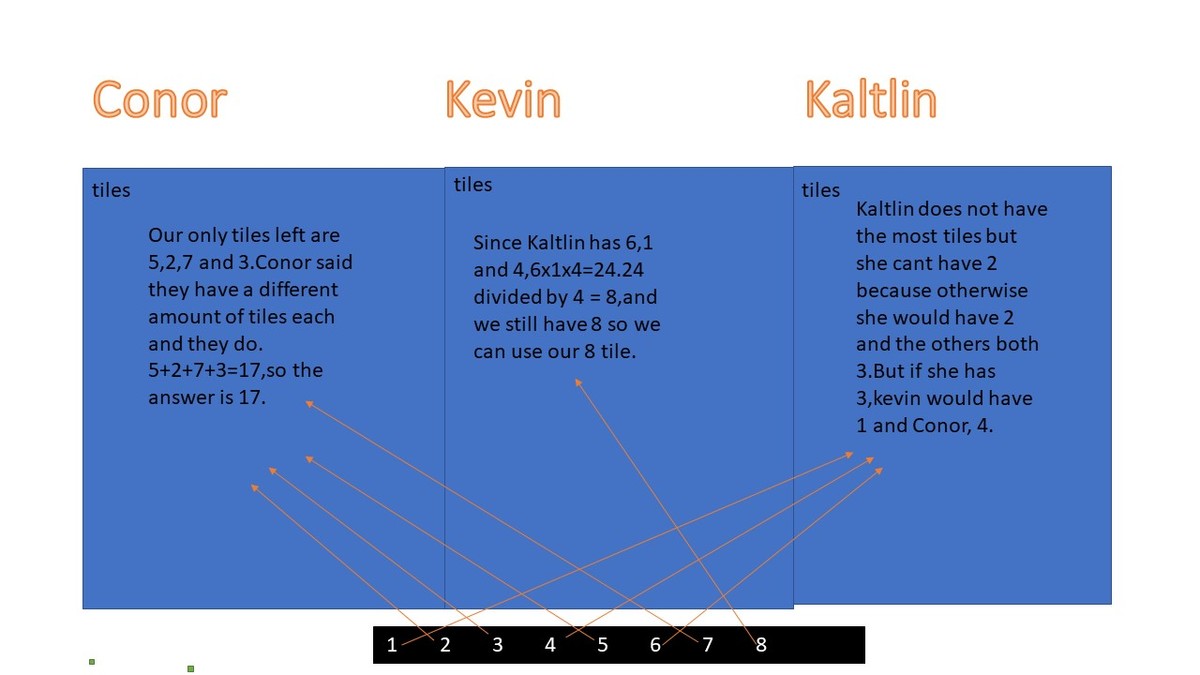 Conor
Kevin
Kaltlin
tiles
Our only tiles left are
5,2,7 and 3.Conor said
they have a different
amount of tiles each
and they do.
5+2+7+3=17,so the
answer is 17.
tiles
Since Kaltlin has 6,1
and 4,6x1x4=24.24
divided by 4 = 8,and
we still have 8 so we
can use our 8 tile.
tiles
Kaltlin does not have
the most tiles but
she cant have 2
because otherwise
she would have 2
and the others both
3.But if she has
3,kevin would have
1 and Conor, 4.
1 2 3 4 5 6 7 8